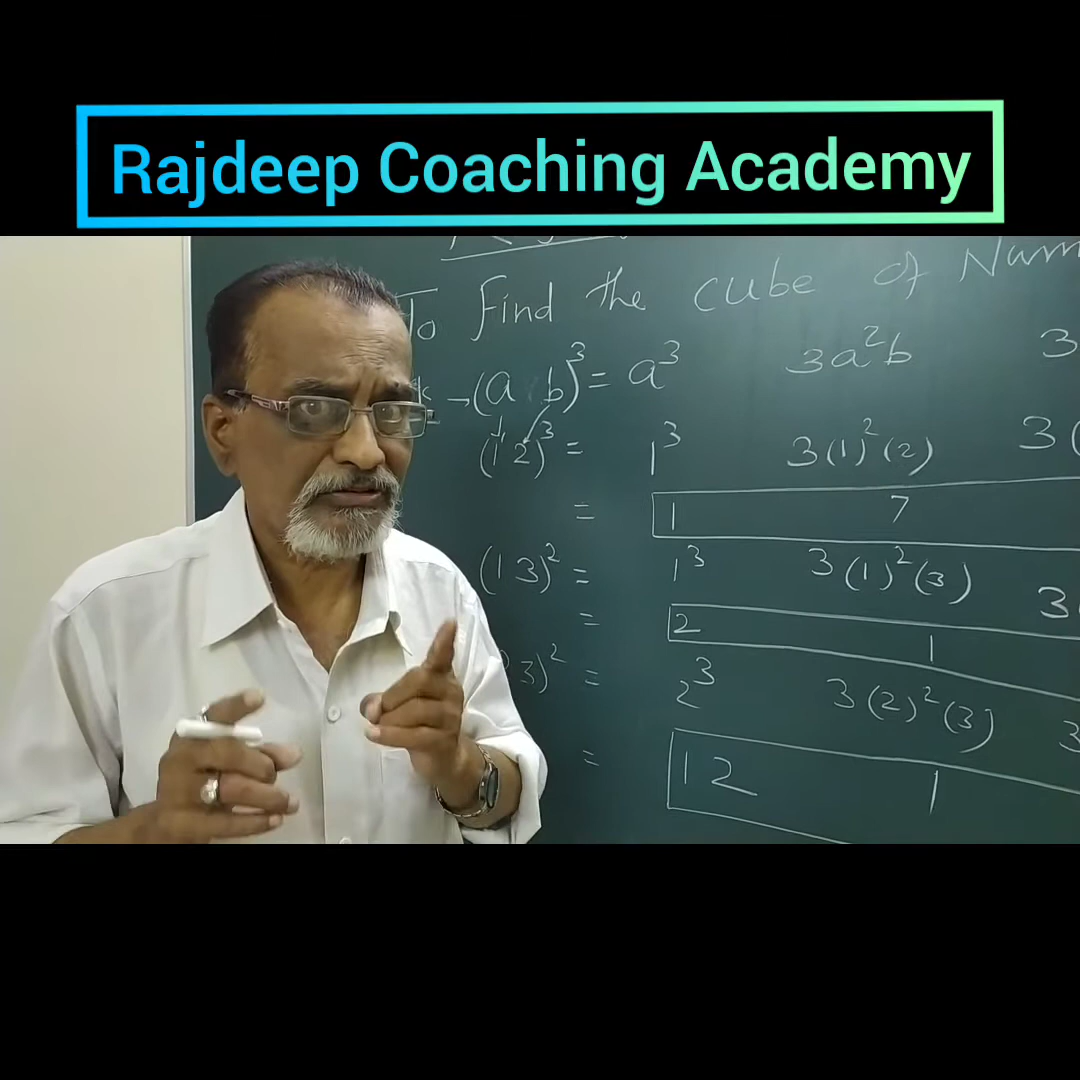 Rajdeep Coaching Academy
To Find the cube of
(a b)³ = a³ 3a²b 3
(12)³ = 1³ 3(1)²(2) 3(
= 1 7
(13)² = 1³ 3(1)²(3) 3
= 2 1
3)² = 2³ 3(2)²(3) 3
= 12 1